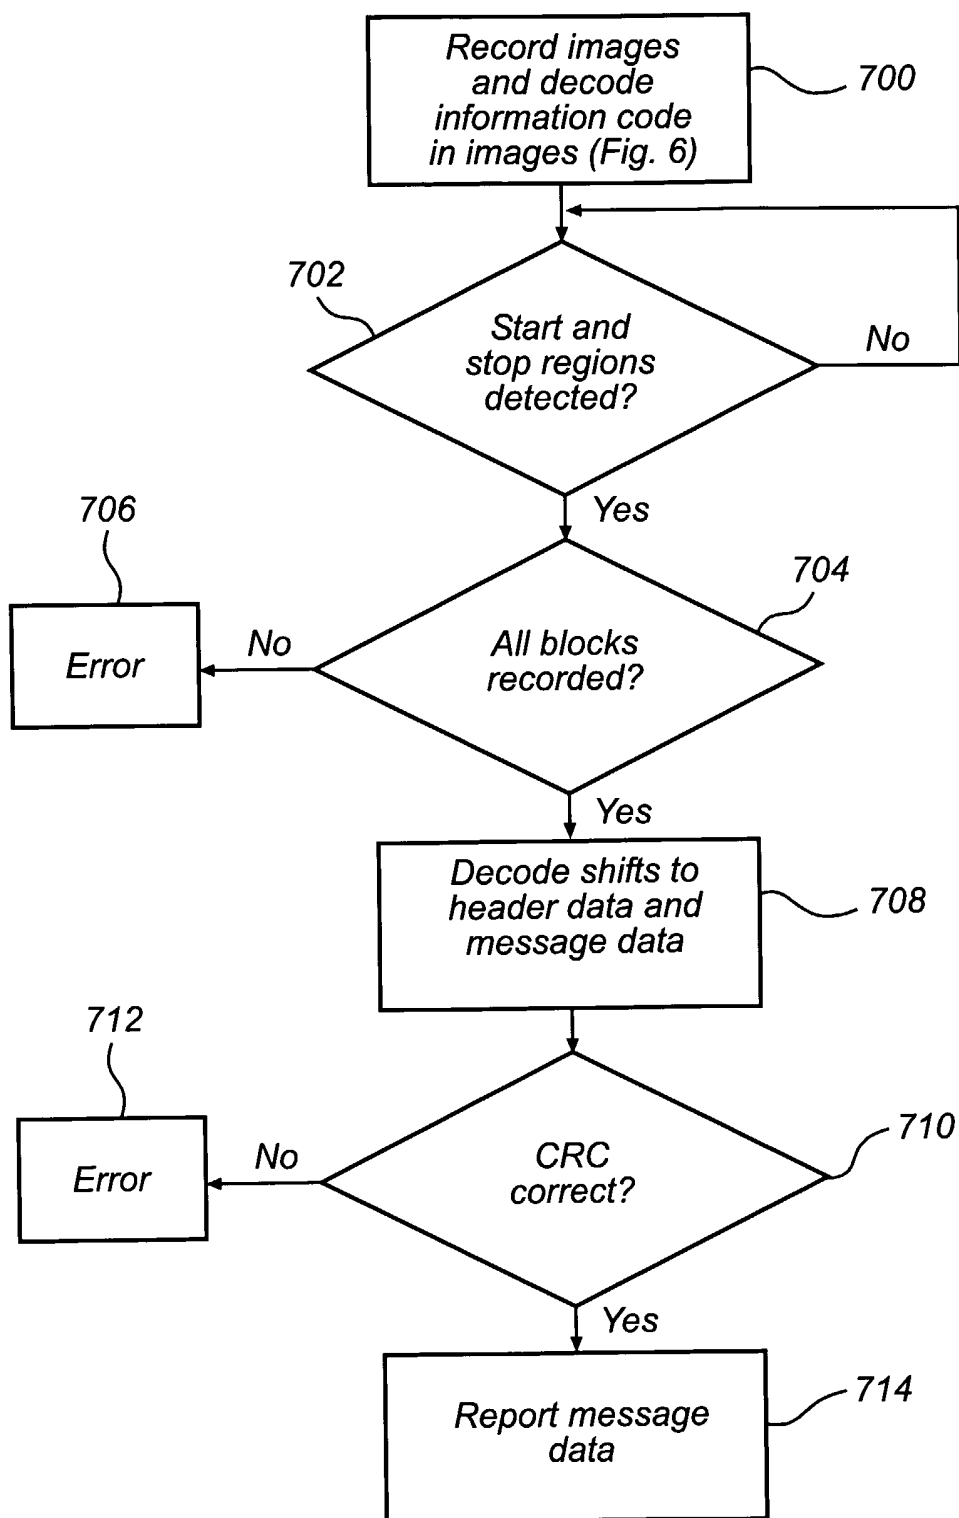 Record images
and decode
information code
in images (Fig. 6)
700
702
Start and
stop regions
detected?
No
Yes
706
704
Error
No
All blocks
recorded?
Yes
Decode shifts to
header data and
message data
708
712
710
Error
No
CRC
correct?
Yes
714
Report message
data